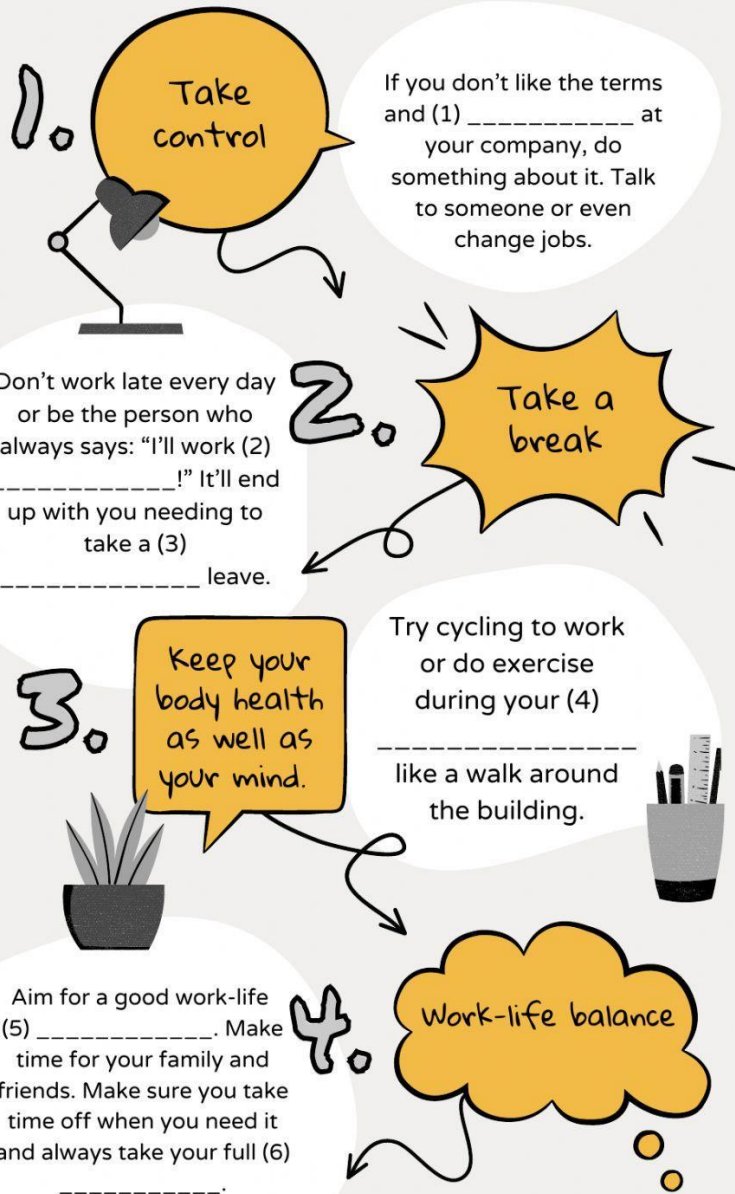 1.
Take
control
If you don't like the terms
and (1) ____________ at
your company, do
something about it. Talk
to someone or even
change jobs.
2.
Take a
break
Don't work late every day
or be the person who
always says: "I'll work (2)
_____________!" It'll end
up with you needing to
take a (3)
______________ leave.
3.
Keep your
body health
as well as
your mind.
Try cycling to work
or do exercise
during your (4)
________________
like a walk around
the building.
4.
Work-life balance
Aim for a good work-life
(5) _____________. Make
time for your family and
friends. Make sure you take
time off when you need it
and always take your full (6)
___________.